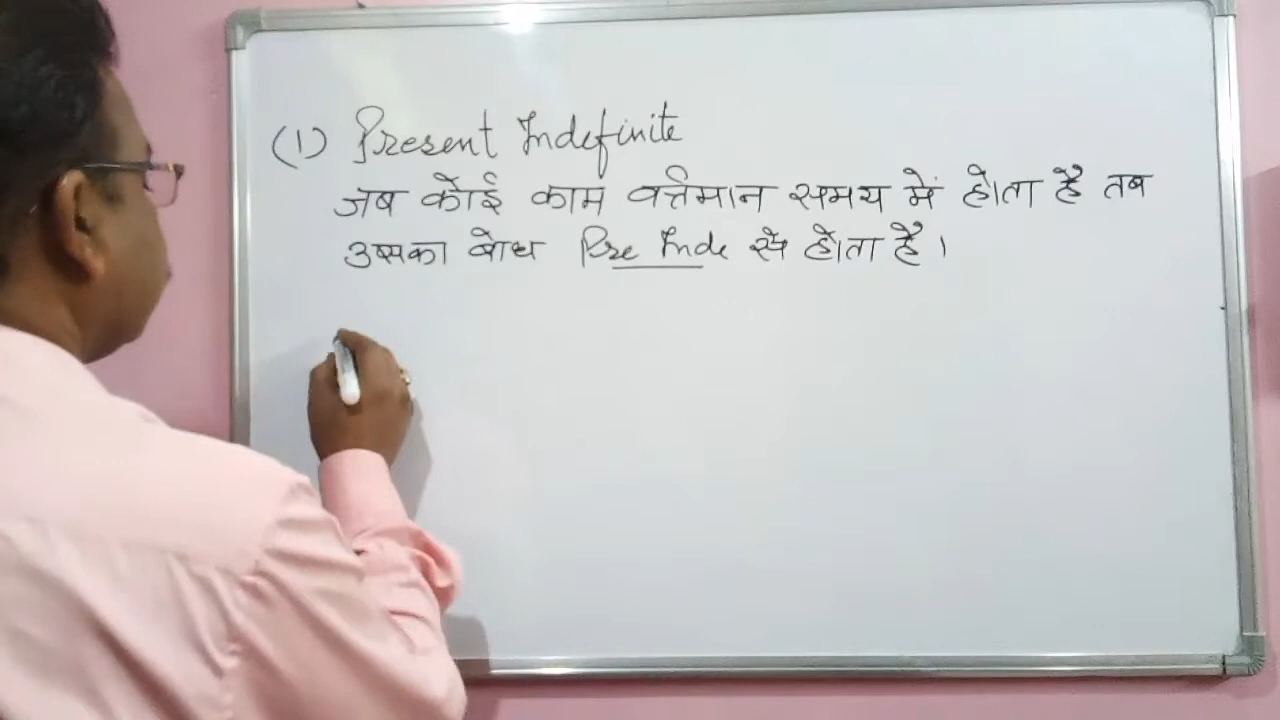 (1) Present Indefinite
जब कोई काम वर्त्तमान समय में होता है तब
उसका बोध Pre Inde से होता है।